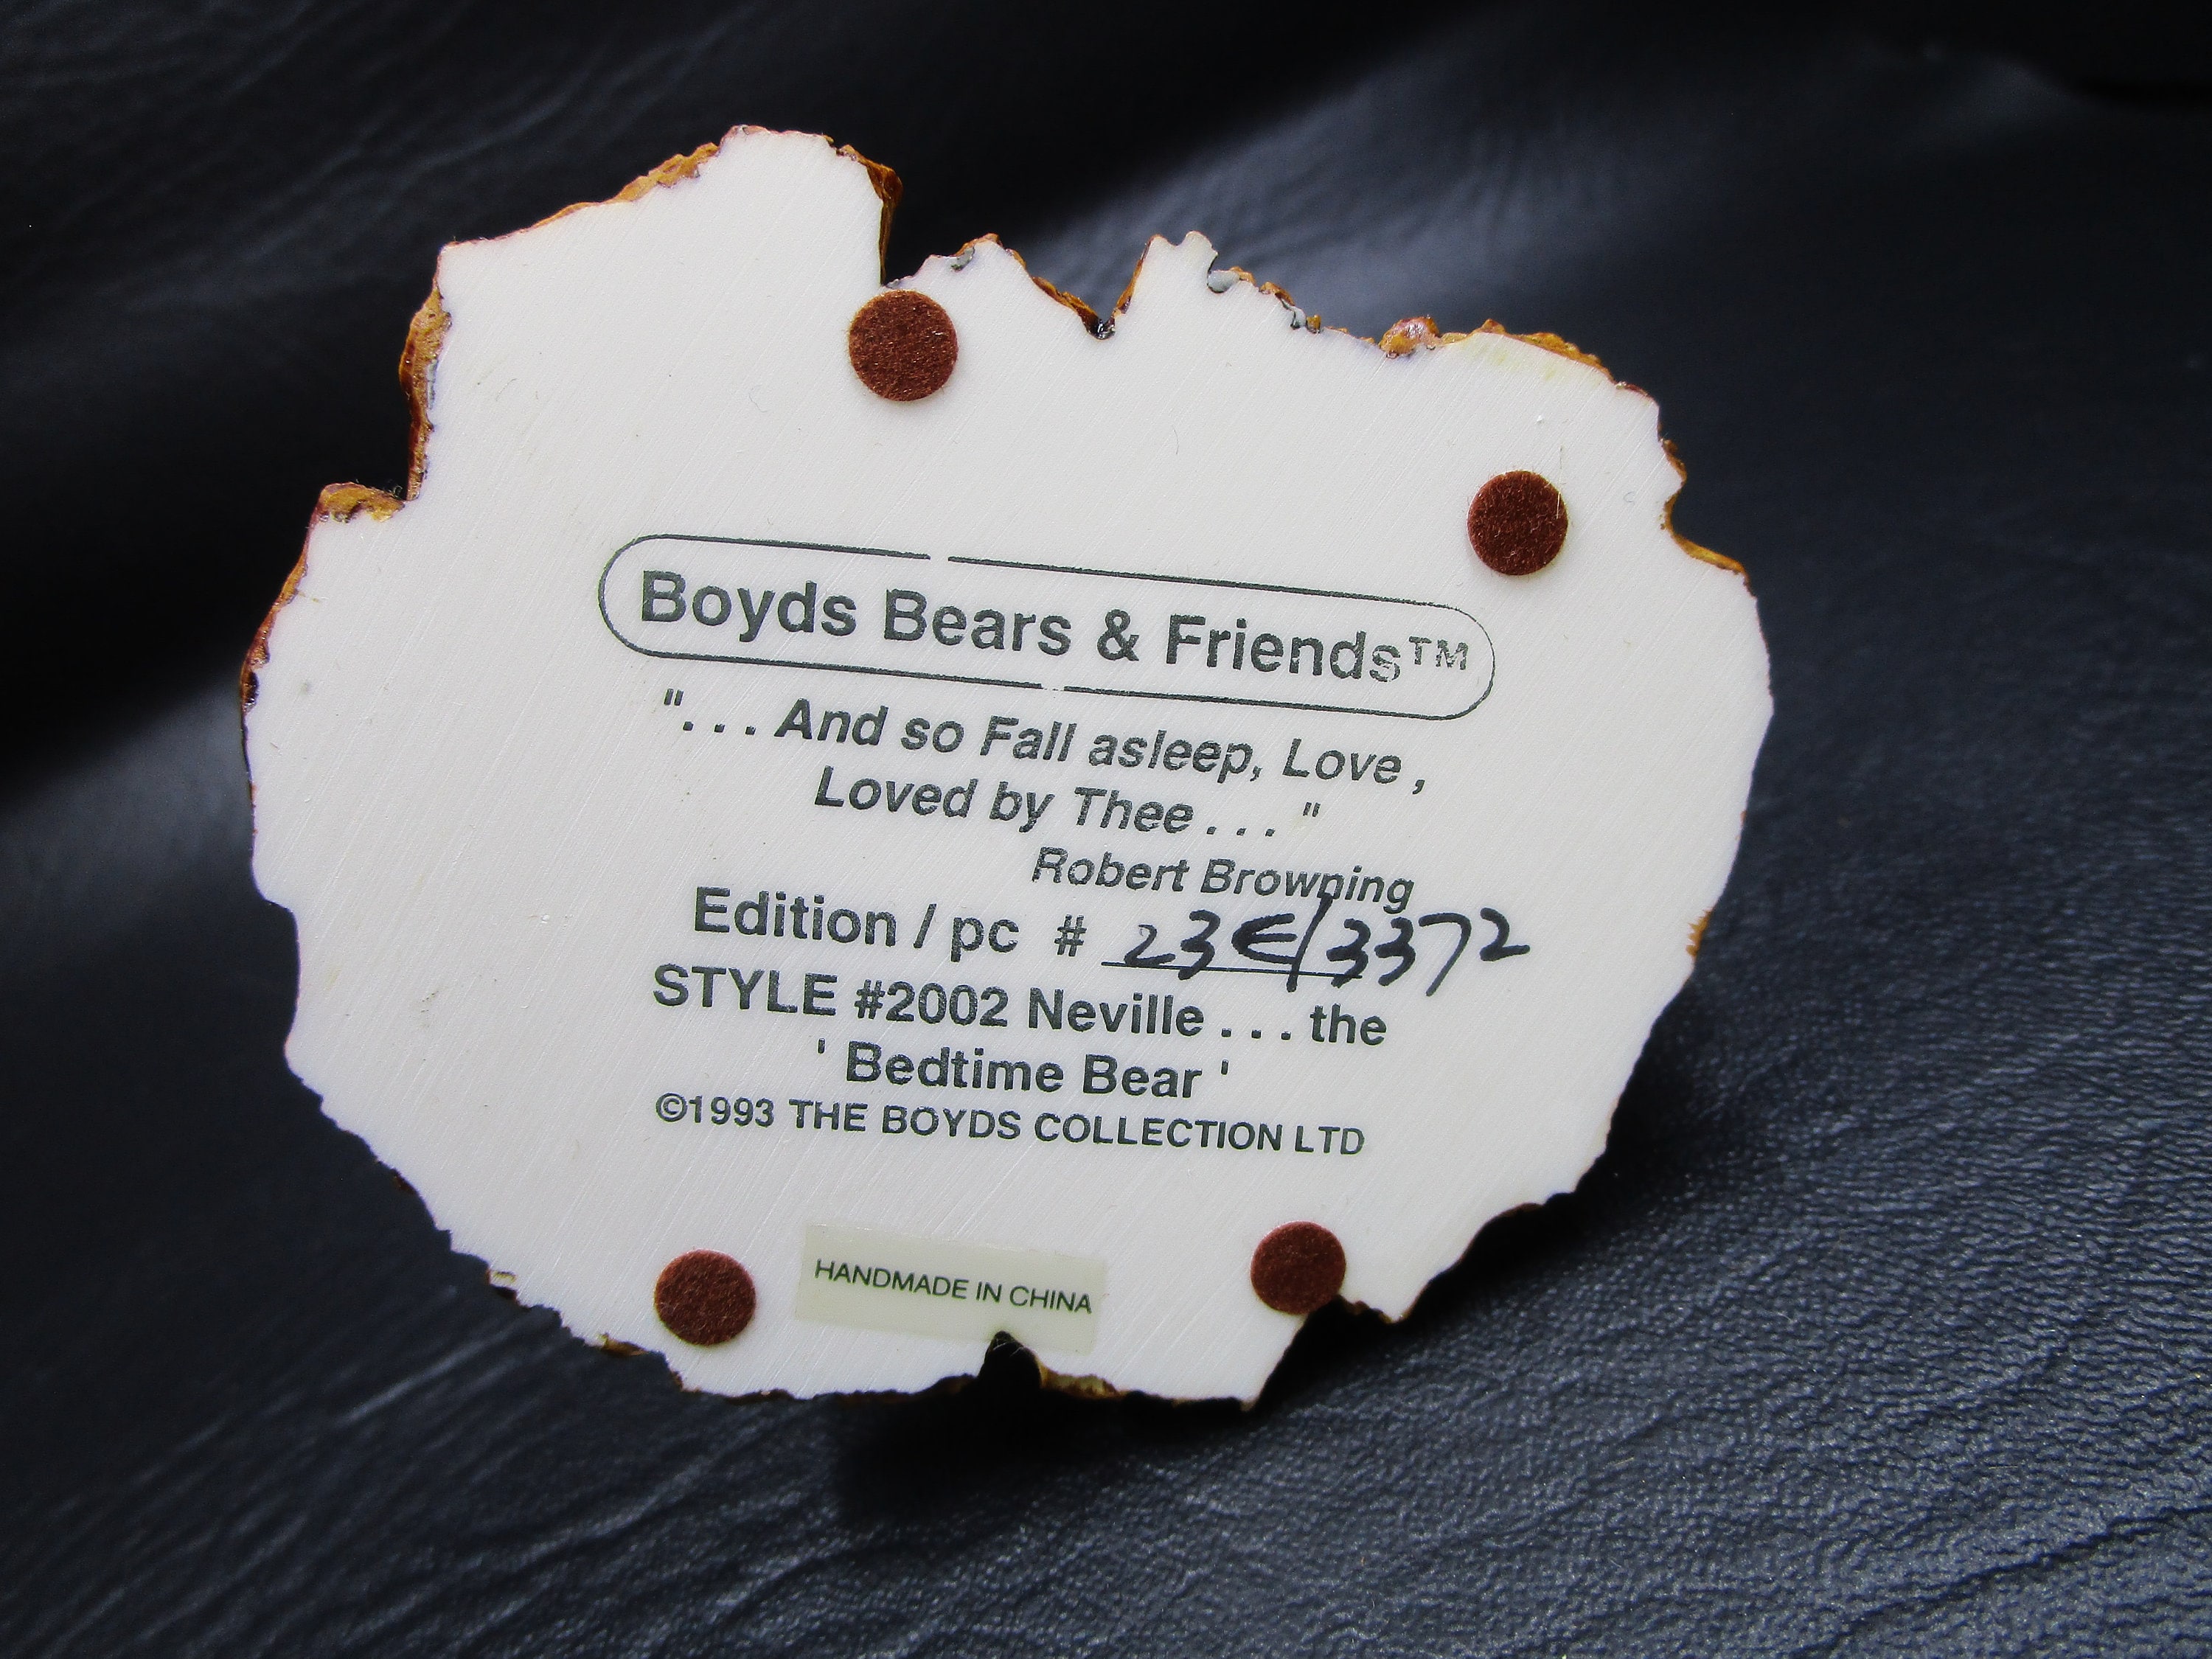 Boyds Bears & Friends™
". . . And so Fall asleep, Love ,
Loved by Thee . . . "
Robert Browning
Edition / pc # 23E/3372
STYLE #2002 Neville . . . the
' Bedtime Bear '
©1993 THE BOYDS COLLECTION LTD
HANDMADE IN CHINA